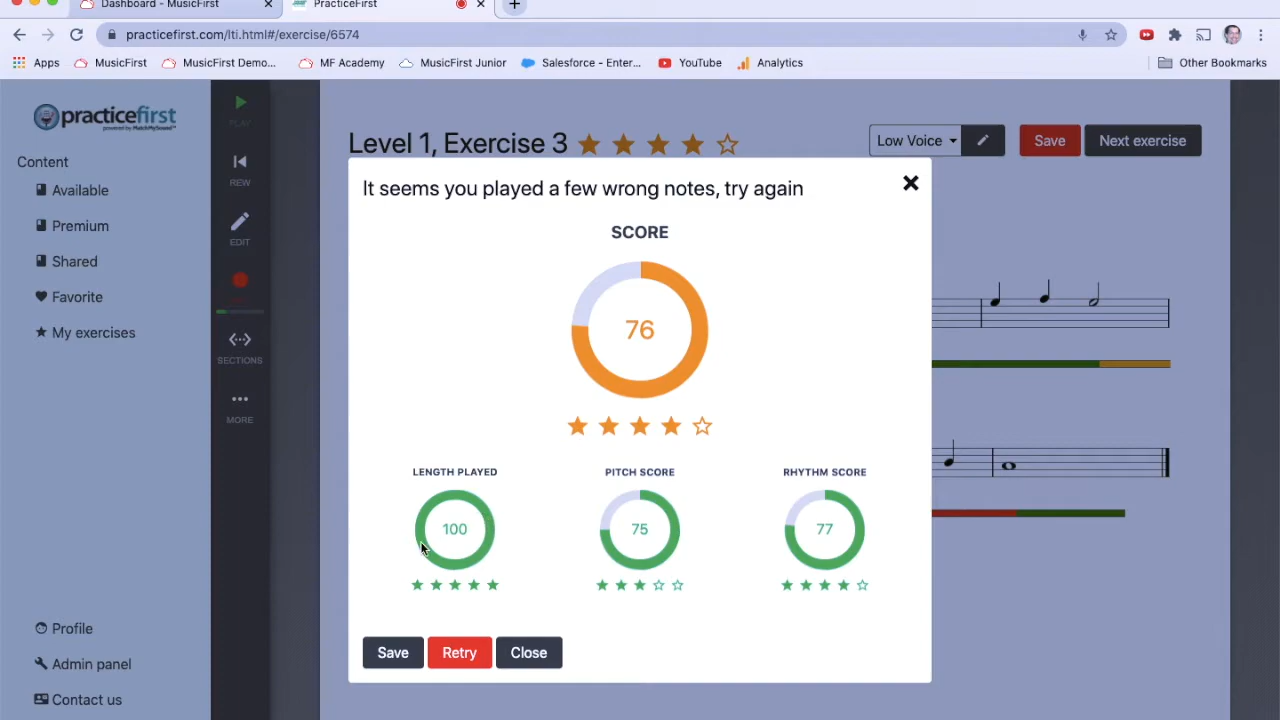 Dashboard - MusicFirst
PracticeFirst
practicefirst.com/lti.html#/exercise/6574
Apps
MusicFirst
MusicFirst Demo...
MF Academy
MusicFirst Junior
Salesforce - Enter...
YouTube
Analytics
Other Bookmarks
practicefirst
powered by MatchMySound™
Content
Available
Premium
Shared
Favorite
My exercises
Profile
Admin panel
Contact us
PLAY
REW
EDIT
SECTIONS
MORE
Level 1, Exercise 3
Low Voice
Save
Next exercise
It seems you played a few wrong notes, try again
SCORE
76
LENGTH PLAYED
PITCH SCORE
RHYTHM SCORE
100
75
77
Save
Retry
Close